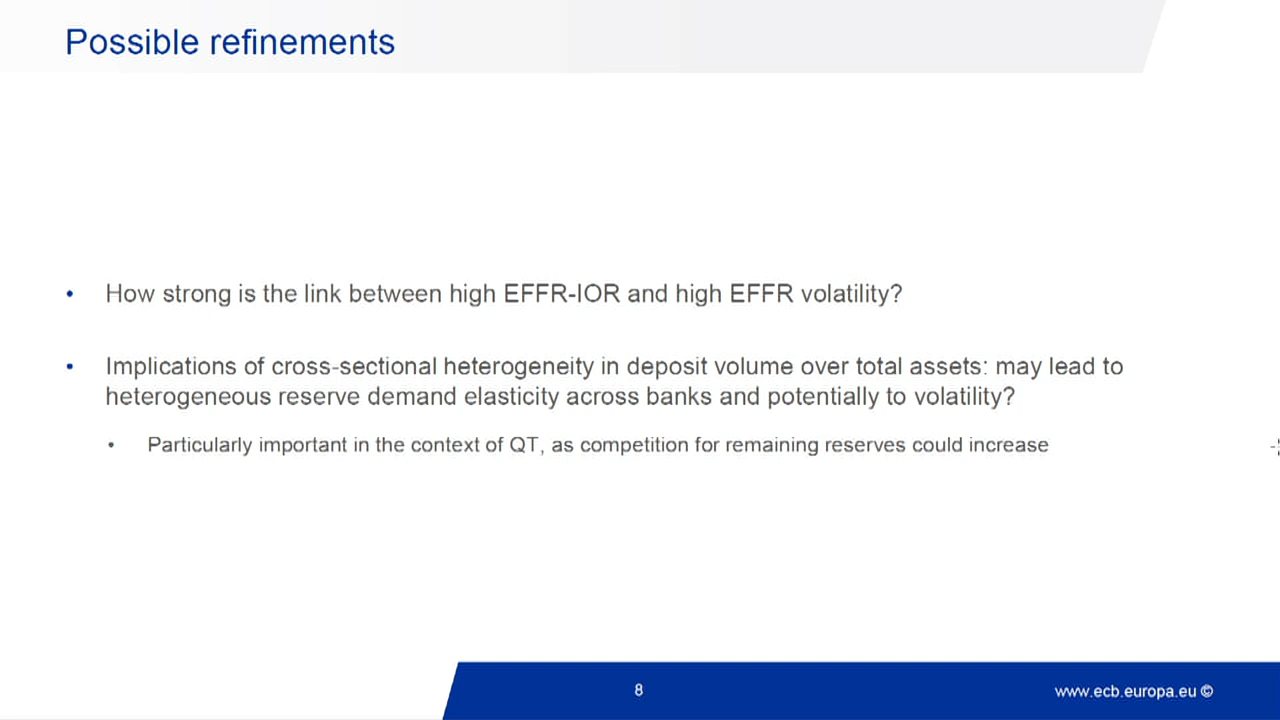 Possible refinements
• How strong is the link between high EFFR-IOR and high EFFR volatility?
• Implications of cross-sectional heterogeneity in deposit volume over total assets: may lead to
heterogeneous reserve demand elasticity across banks and potentially to volatility?
• Particularly important in the context of QT, as competition for remaining reserves could increase
8
www.ecb.europa.eu ©